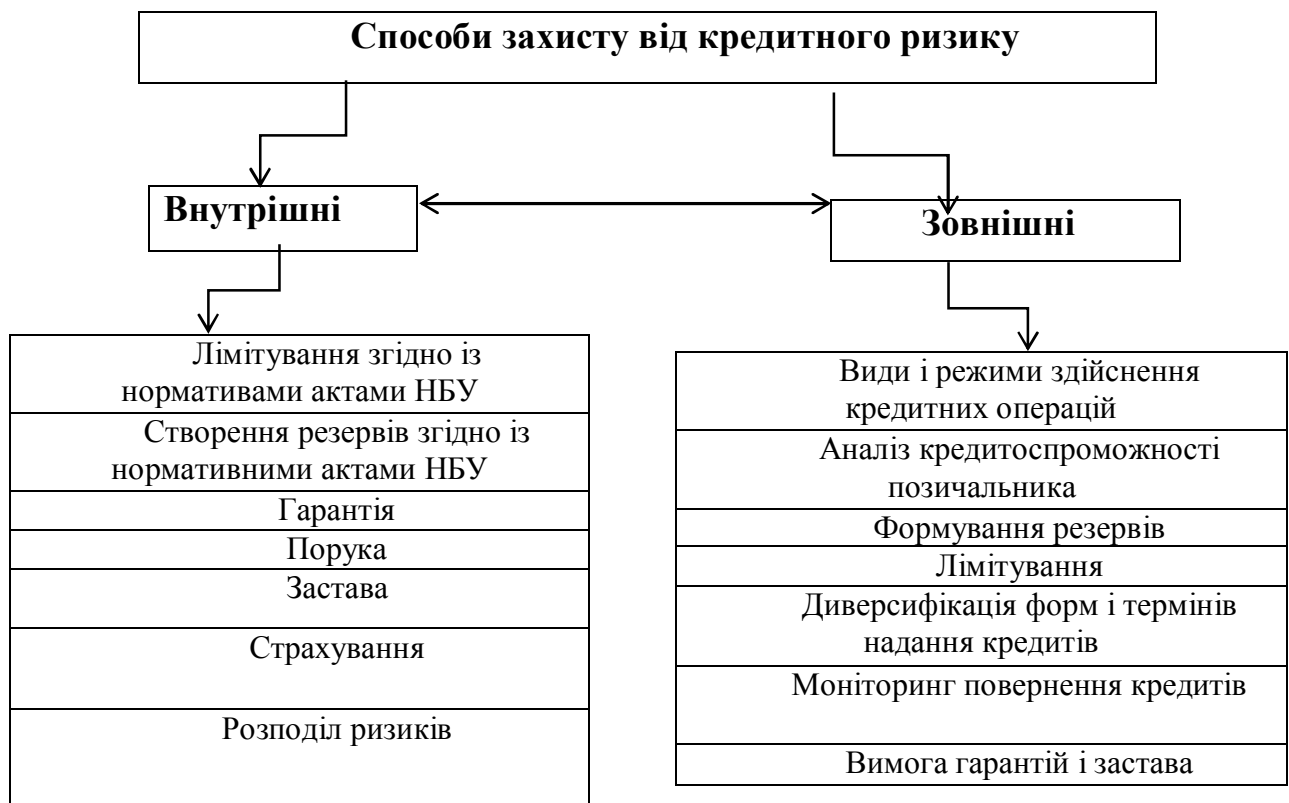 Способи захисту від кредитного ризику
Внутрішні
Зовнішні
Лімітування згідно із
нормативами актами НБУ
Створення резервів згідно із
нормативними актами НБУ
Гарантія
Порука
Застава
Страхування
Розподіл ризиків
Види і режими здійснення
кредитних операцій
Аналіз кредитоспроможності
позичальника
Формування резервів
Лімітування
Диверсифікація форм і термінів
надання кредитів
Моніторинг повернення кредитів
Вимога гарантій і застава